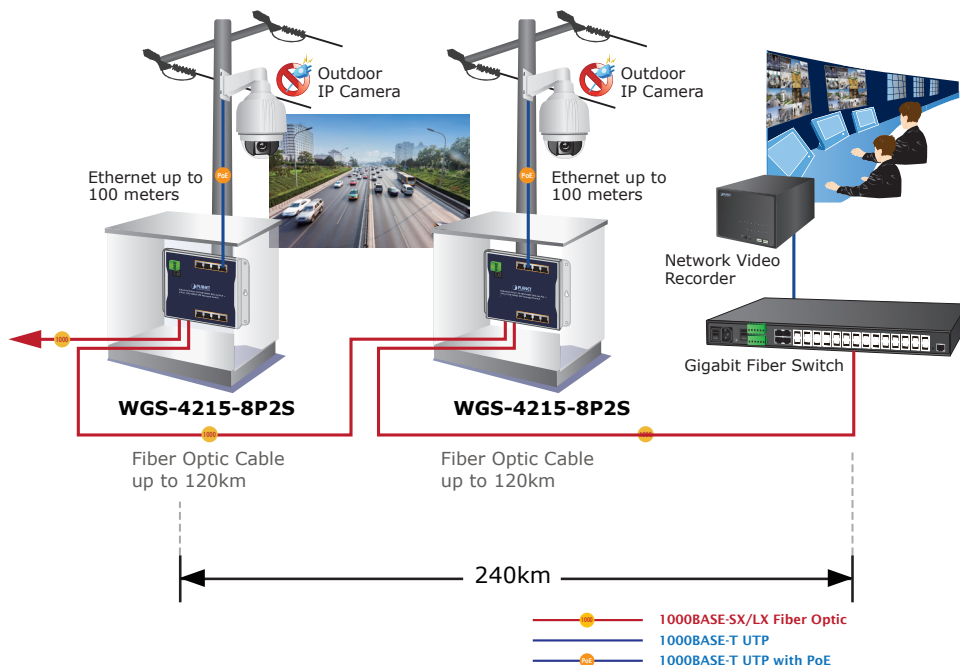 Outdoor
IP Camera
Outdoor
IP Camera
Ethernet up to
100 meters
PoE
PoE
Ethernet up to
100 meters
Network Video
Recorder
PLANET
PLANET
Gigabit Fiber Switch
1000
WGS-4215-8P2S
WGS-4215-8P2S
1000
1000
Fiber Optic Cable
up to 120km
Fiber Optic Cable
up to 120km
240km
1000
1000BASE-SX/LX Fiber Optic
1000BASE-T UTP
PoE
1000BASE-T UTP with PoE